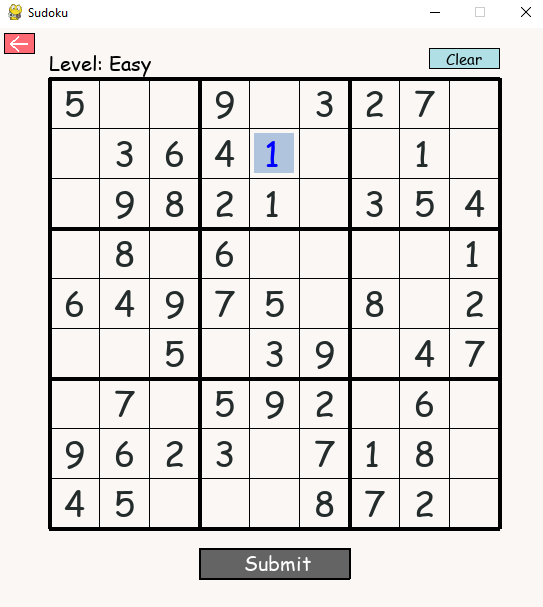 Sudoku
Level: Easy Clear
5 9 3 2 7
3 6 4 1 1
9 8 2 1 3 5 4
8 6 1
6 4 9 7 5 8 2
5 3 9 4 7
7 5 9 2 6
9 6 2 3 7 1 8
4 5 8 7 2
Submit